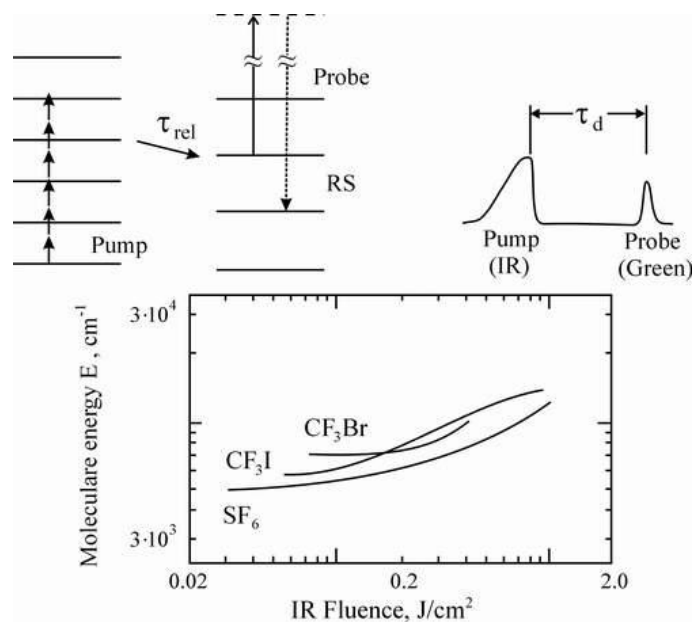 Probe
τrel
RS
Pump
τd
Pump
(IR)
Probe
(Green)
Moleculare energy E , cm⁻¹
3·10⁴
3·10³
CF₃Br
CF₃I
SF₆
0.02
0.2
2.0
IR Fluence, J/cm²